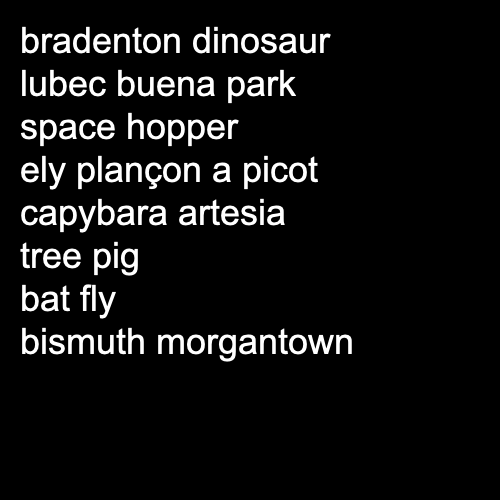 bradenton dinosaur
lubec buena park
space hopper
ely plançon a picot
capybara artesia
tree pig
bat fly
bismuth morgantown